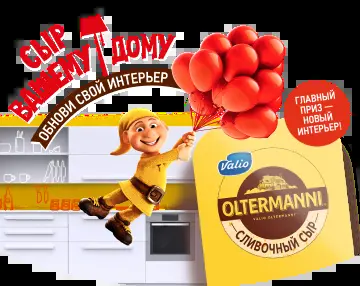 СЫР
ВАШЕМУ ДОМУ
ОБНОВИ СВОЙ ИНТЕРЬЕР
ГЛАВНЫЙ
ПРИЗ —
НОВЫЙ
ИНТЕРЬЕР!
Valio
OLTERMANNI
VALIO OLTERMANNI
СЛИВОЧНЫЙ СЫР